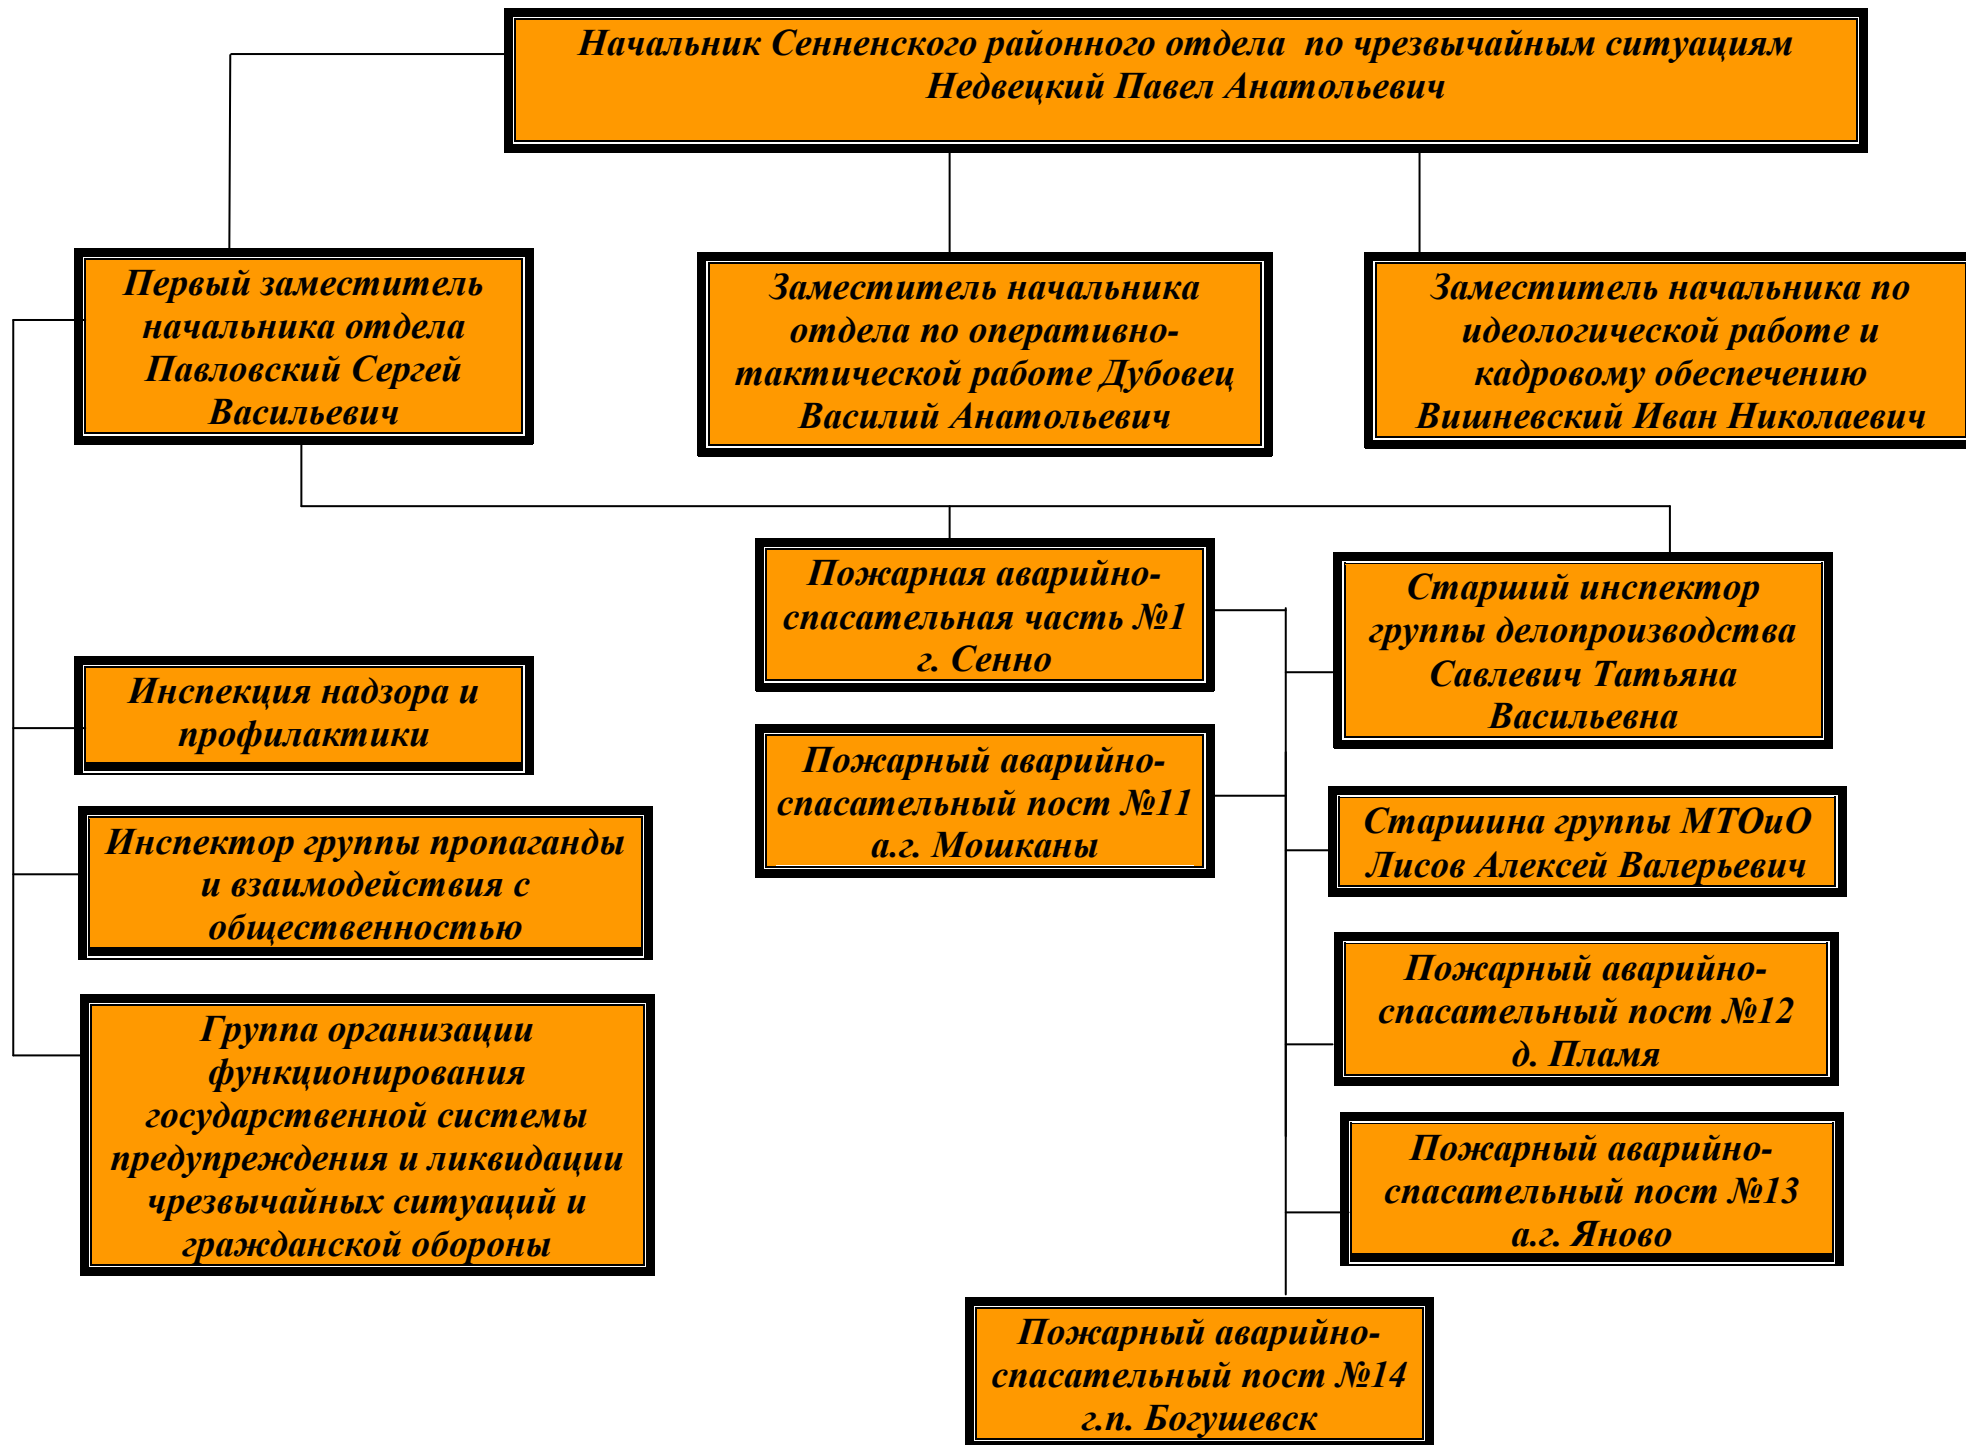 Начальник Сенненского районного отдела по чрезвычайным ситуациям
Недвецкий Павел Анатольевич
Первый заместитель
начальника отдела
Павловский Сергей
Васильевич
Заместитель начальника
отдела по оперативно-
тактической работе Дубовец
Василий Анатольевич
Заместитель начальника по
идеологической работе и
кадровому обеспечению
Вишневский Иван Николаевич
Инспекция надзора и
профилактики
Инспектор группы пропаганды
и взаимодействия с
общественностью
Группа организации
функционирования
государственной системы
предупреждения и ликвидации
чрезвычайных ситуаций и
гражданской обороны
Пожарная аварийно-
спасательная часть №1
г. Сенно
Пожарный аварийно-
спасательный пост №11
а.г. Мошканы
Старший инспектор
группы делопроизводства
Савлевич Татьяна
Васильевна
Старшина группы МТОиО
Лисов Алексей Валерьевич
Пожарный аварийно-
спасательный пост №12
д. Пламя
Пожарный аварийно-
спасательный пост №13
а.г. Яново
Пожарный аварийно-
спасательный пост №14
г.п. Богушевск